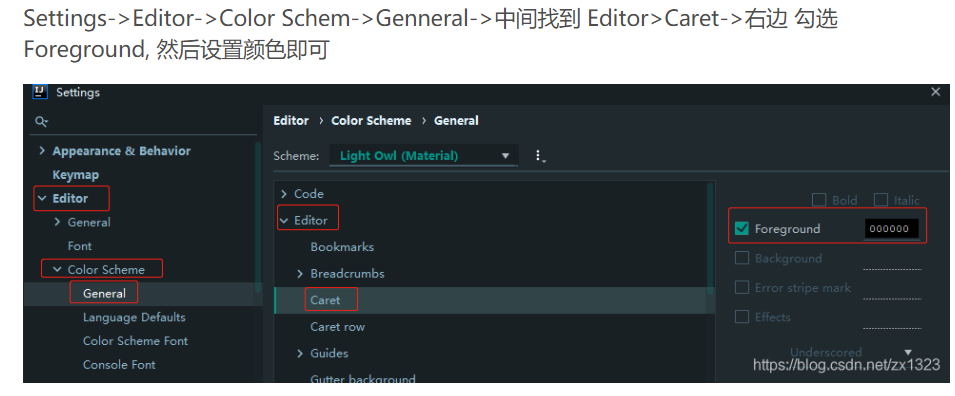 Settings->Editor->Color Schem->Genneral->中间找到 Editor>Caret->右边 勾选
Foreground, 然后设置颜色即可
Settings
Appearance & Behavior
Keymap
Editor
General
Font
Color Scheme
General
Language Defaults
Color Scheme Font
Console Font
Editor › Color Scheme › General
Scheme: Light Owl (Material)
Code
Editor
Bookmarks
Breadcrumbs
Caret
Caret row
Guides
Gutter background
Bold Italic
Foreground 000000
Background
Error stripe mark
Effects
Underscored
https://blog.csdn.net/zx1323